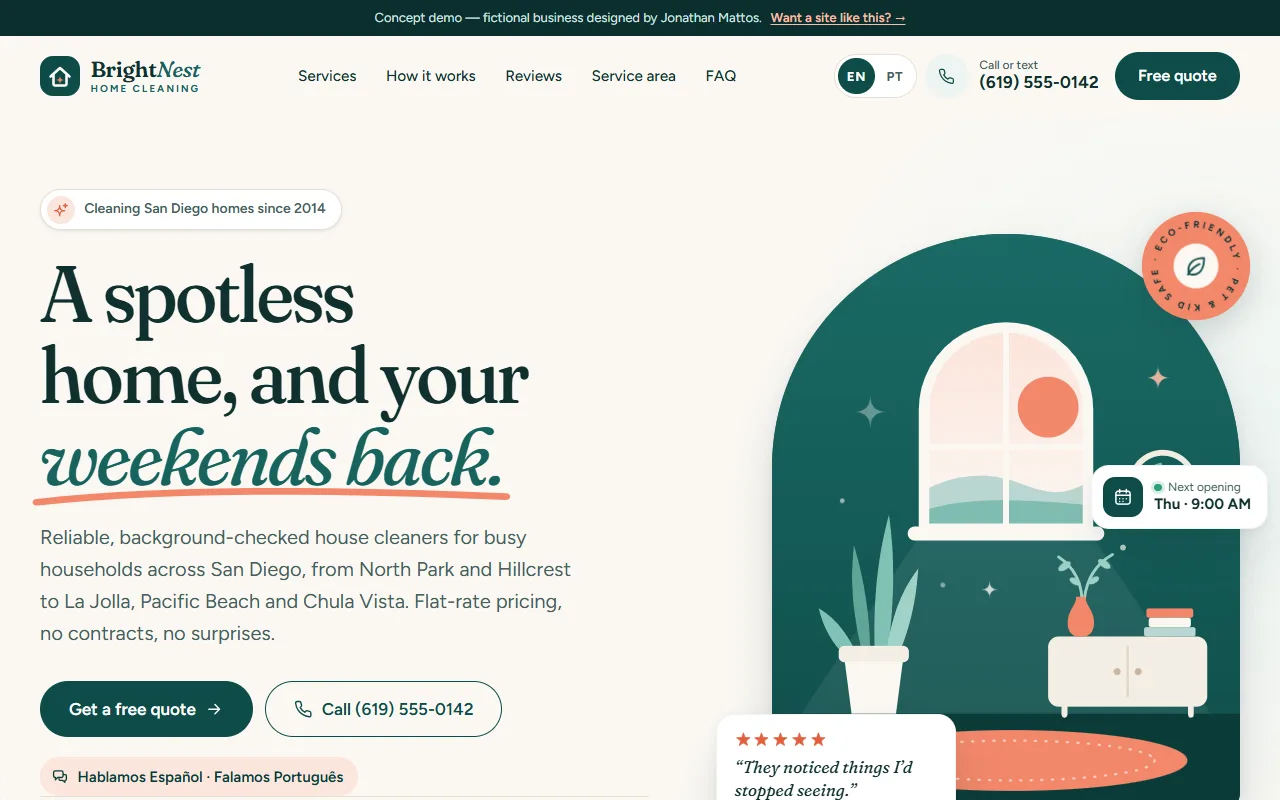 Concept demo — fictional business designed by Jonathan Mattos. Want a site like this? →
BrightNest
HOME CLEANING
Services
How it works
Reviews
Service area
FAQ
EN
PT
Call or text
(619) 555-0142
Free quote
Cleaning San Diego homes since 2014
A spotless
home, and your
weekends back.
Reliable, background-checked house cleaners for busy
households across San Diego, from North Park and Hillcrest
to La Jolla, Pacific Beach and Chula Vista. Flat-rate pricing,
no contracts, no surprises.
Get a free quote →
Call (619) 555-0142
Hablamos Español · Falamos Português
ECO-FRIENDLY · PET & KID SAFE ·
Next opening
Thu · 9:00 AM
★★★★★
“They noticed things I’d
stopped seeing.”